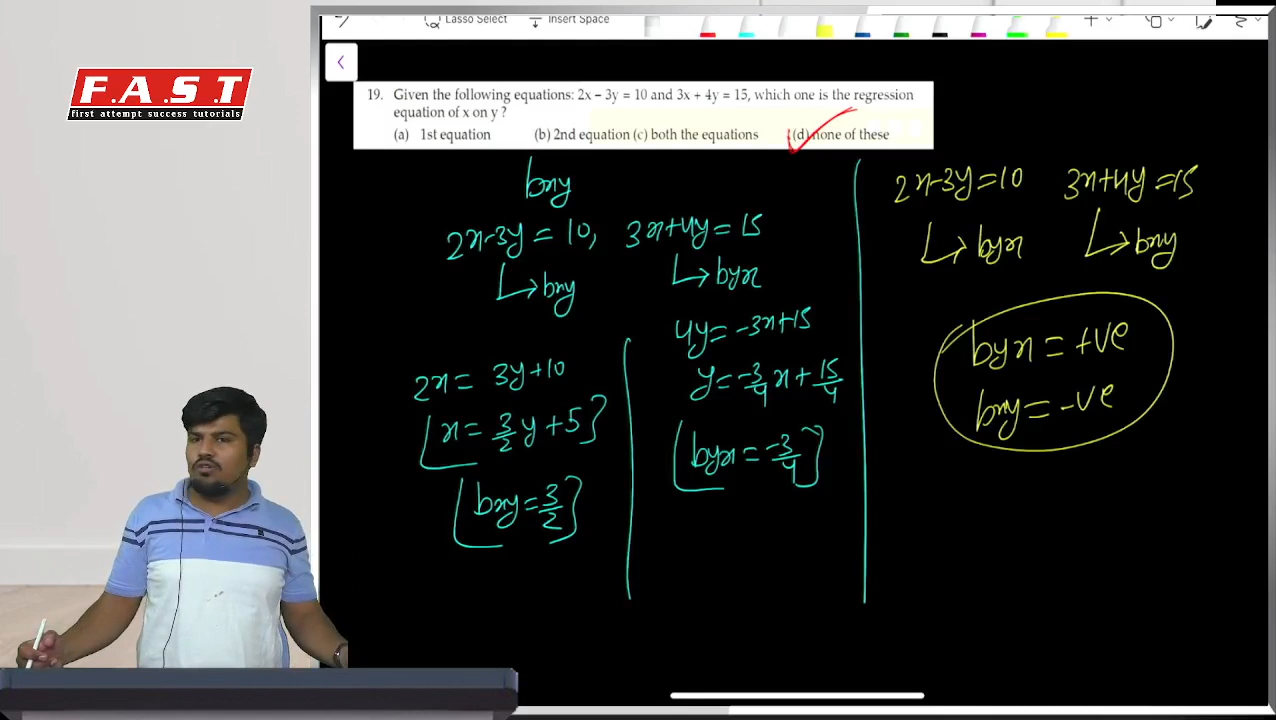 Lasso Select
Insert Space
F.A.S.T
first attempt success tutorials
19. Given the following equations: 2x – 3y = 10 and 3x + 4y = 15, which one is the regression
equation of x on y ?
(a) 1st equation (b) 2nd equation (c) both the equations (d) none of these
bxy
2x-3y = 10, 3x+4y = 15
↳ bxy
↳ byx
2x = 3y+10
x = 3/2 y + 5
bxy = 3/2
4y = -3x+15
y = -3/4 x + 15/4
byx = -3/4
2x-3y=10 3x+4y=15
↳ byx
↳ bxy
byx = +ve
bxy = -ve